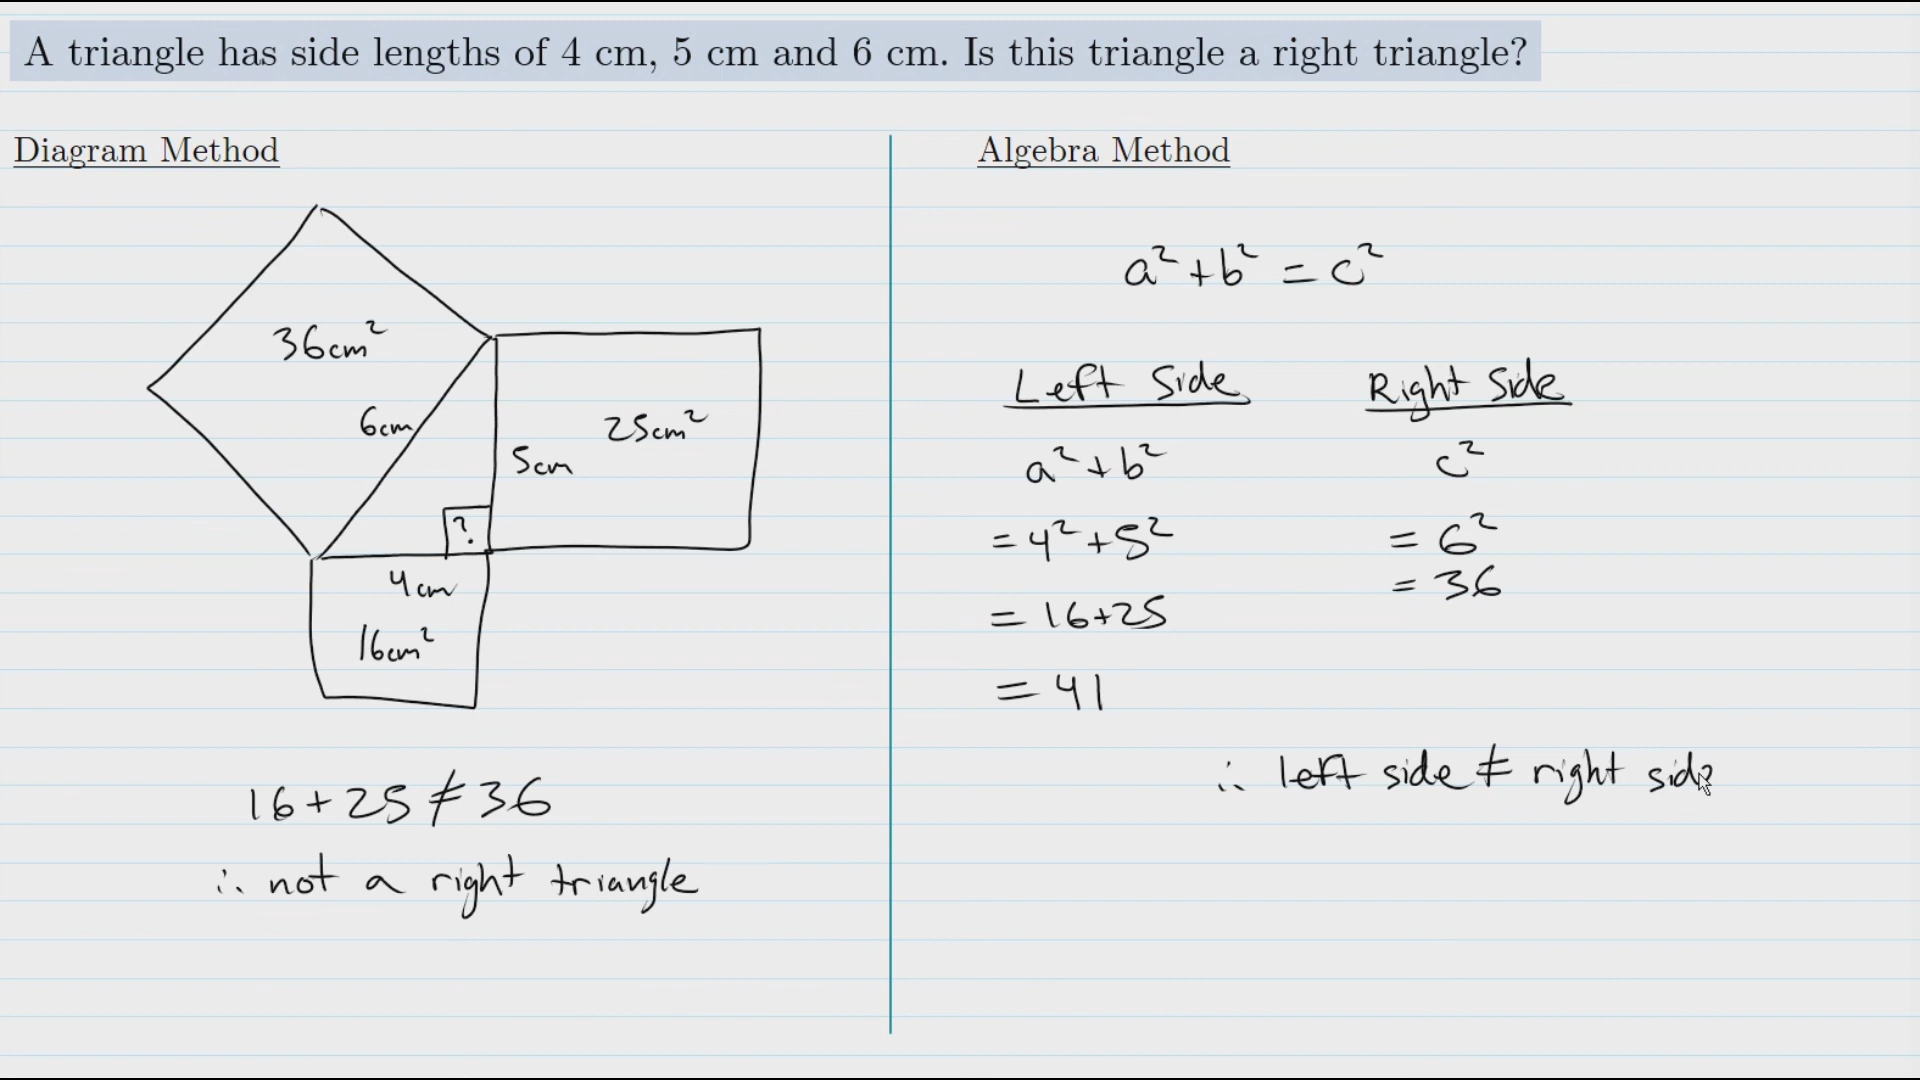 A triangle has side lengths of 4 cm, 5 cm and 6 cm. Is this triangle a right triangle?
Diagram Method
36cm²
6cm
25cm²
5cm
?
4cm
16cm²
16+25≠36
∴ not a right triangle
Algebra Method
a²+b² = c²
Left Side
a²+b²
= 4²+5²
= 16+25
= 41
Right Side
c²
= 6²
= 36
∴ left side ≠ right side